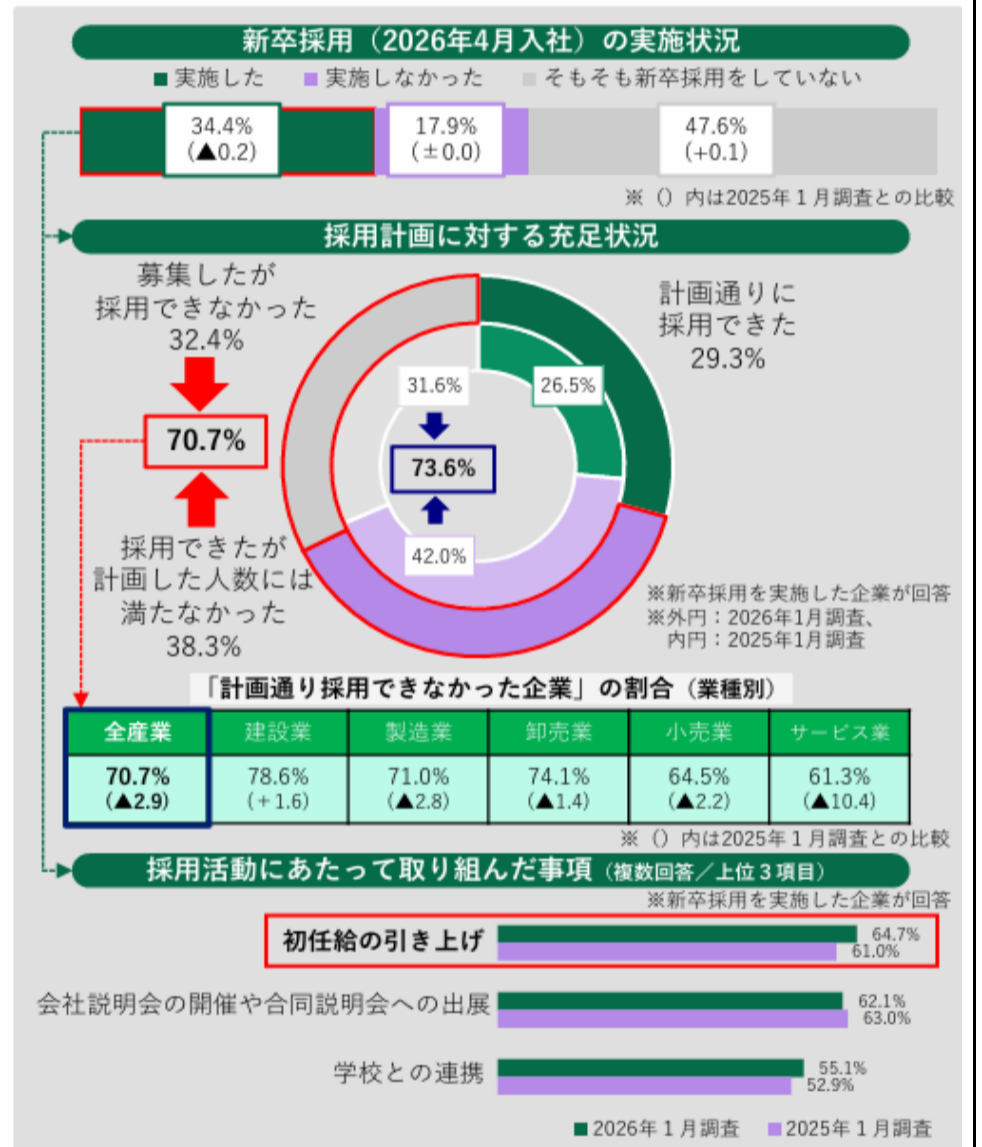 新卒採用（2026年4月入社）の実施状況
■実施した ■実施しなかった ■そもそも新卒採用をしていない
34.4% 17.9% 47.6%
(▲0.2) (±0.0) (+0.1)
※（）内は2025年1月調査との比較
採用計画に対する充足状況
募集したが
採用できなかった
32.4%
計画通りに
採用できた
29.3%
31.6% 26.5%
70.7%
73.6%
42.0%
採用できたが
計画した人数には
満たなかった
38.3%
※新卒採用を実施した企業が回答
※外円：2026年1月調査、
内円：2025年1月調査
「計画通り採用できなかった企業」の割合（業種別）
全産業 建設業 製造業 卸売業 小売業 サービス業
70.7% 78.6% 71.0% 74.1% 64.5% 61.3%
(▲2.9) (+1.6) (▲2.8) (▲1.4) (▲2.2) (▲10.4)
※（）内は2025年1月調査との比較
採用活動にあたって取り組んだ事項（複数回答／上位3項目）
※新卒採用を実施した企業が回答
初任給の引き上げ 64.7%
61.0%
会社説明会の開催や合同説明会への出展 62.1%
63.0%
学校との連携 55.1%
52.9%
■2026年1月調査 ■2025年1月調査